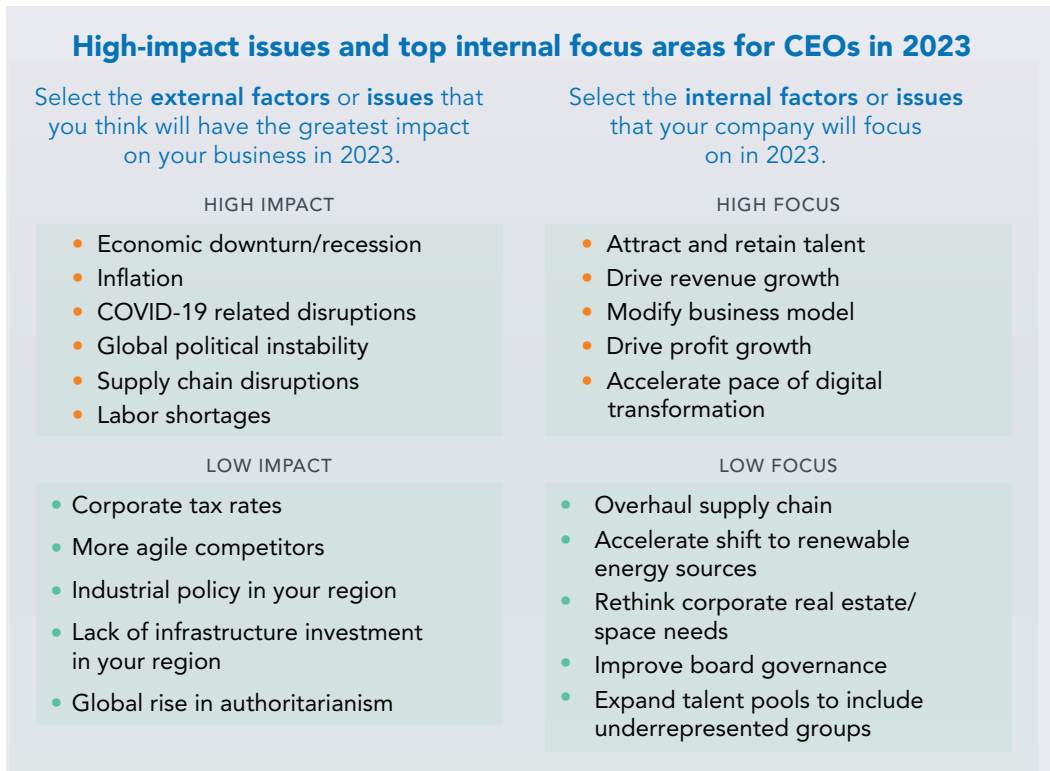 High-impact issues and top internal focus areas for CEOs in 2023
Select the external factors or issues that
you think will have the greatest impact
on your business in 2023.
HIGH IMPACT
• Economic downturn/recession
• Inflation
• COVID-19 related disruptions
• Global political instability
• Supply chain disruptions
• Labor shortages
LOW IMPACT
• Corporate tax rates
• More agile competitors
• Industrial policy in your region
• Lack of infrastructure investment
in your region
• Global rise in authoritarianism
Select the internal factors or issues
that your company will focus
on in 2023.
HIGH FOCUS
• Attract and retain talent
• Drive revenue growth
• Modify business model
• Drive profit growth
• Accelerate pace of digital
transformation
LOW FOCUS
• Overhaul supply chain
• Accelerate shift to renewable
energy sources
• Rethink corporate real estate/
space needs
• Improve board governance
• Expand talent pools to include
underrepresented groups